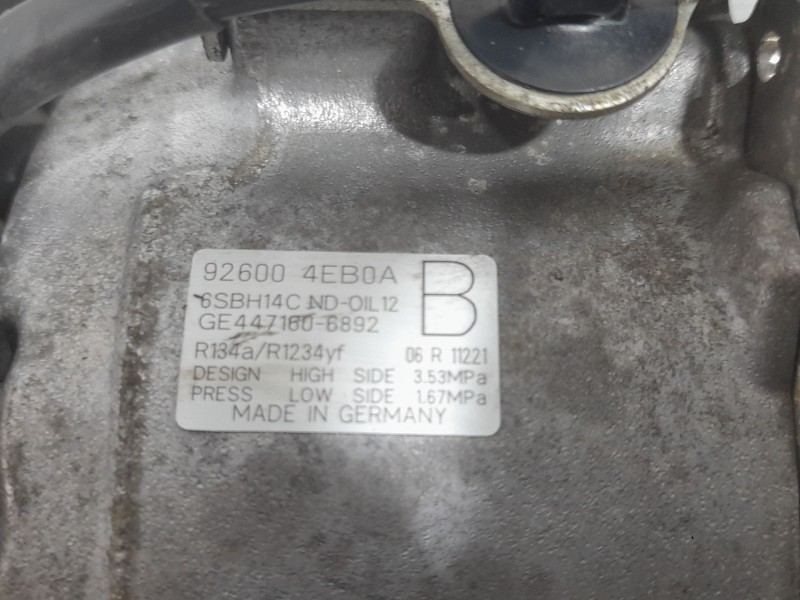 92600 4EB0A B
6SBH14C ND-OIL12
GE447160-6892
R134a/R1234yf 06 R 11221
DESIGN HIGH SIDE 3.53MPa
PRESS LOW SIDE 1.67MPa
MADE IN GERMANY